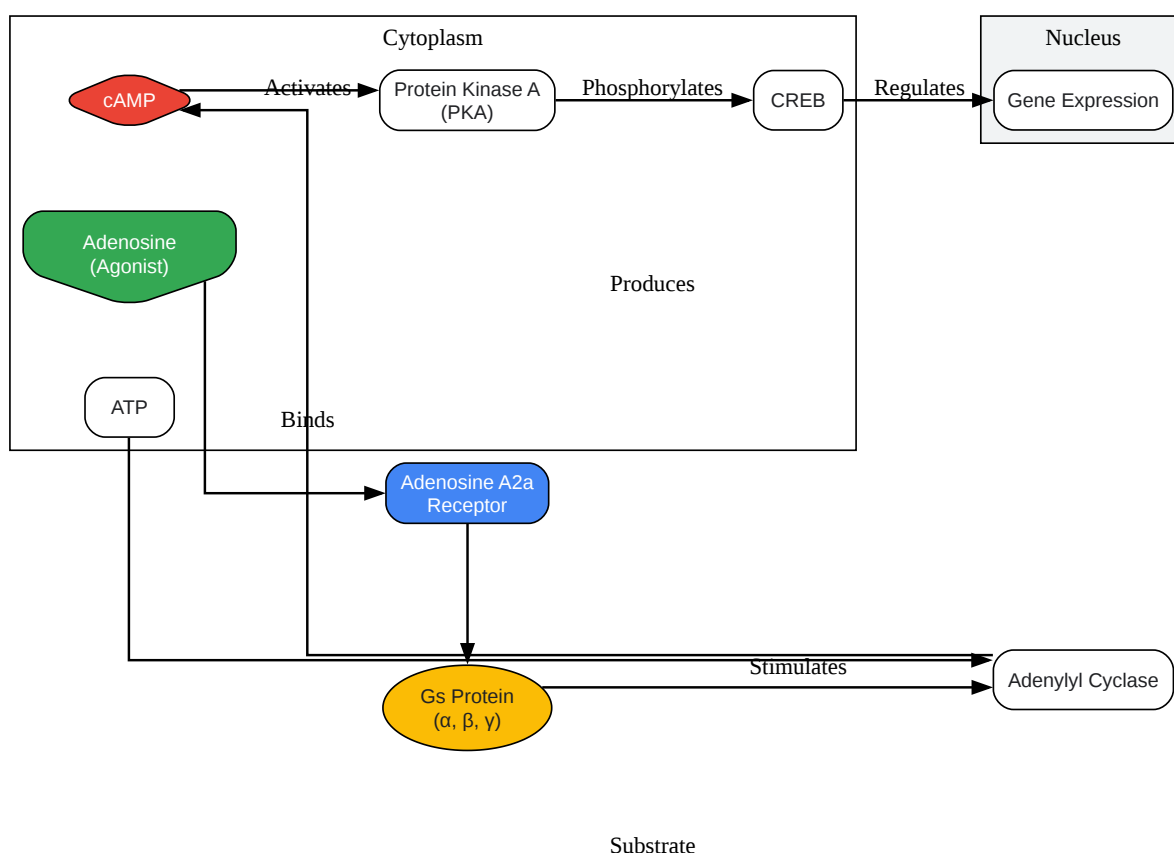 Cytoplasm
Nucleus
cAMP
Activates
Protein Kinase A
(PKA)
Phosphorylates
CREB
Regulates
Gene Expression
Adenosine
(Agonist)
Produces
ATP
Binds
Adenosine A2a
Receptor
Stimulates
Gs Protein
(α, β, γ)
Adenylyl Cyclase
Substrate